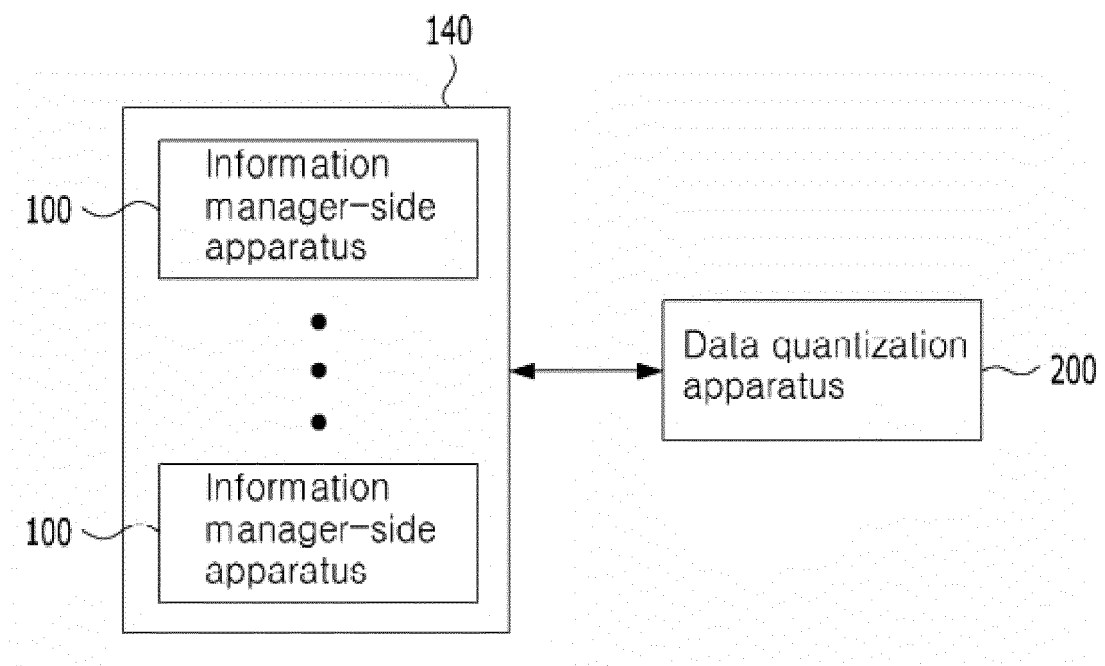 140
Information
manager-side
apparatus
100
Data quantization
apparatus
200
Information
manager-side
apparatus
100